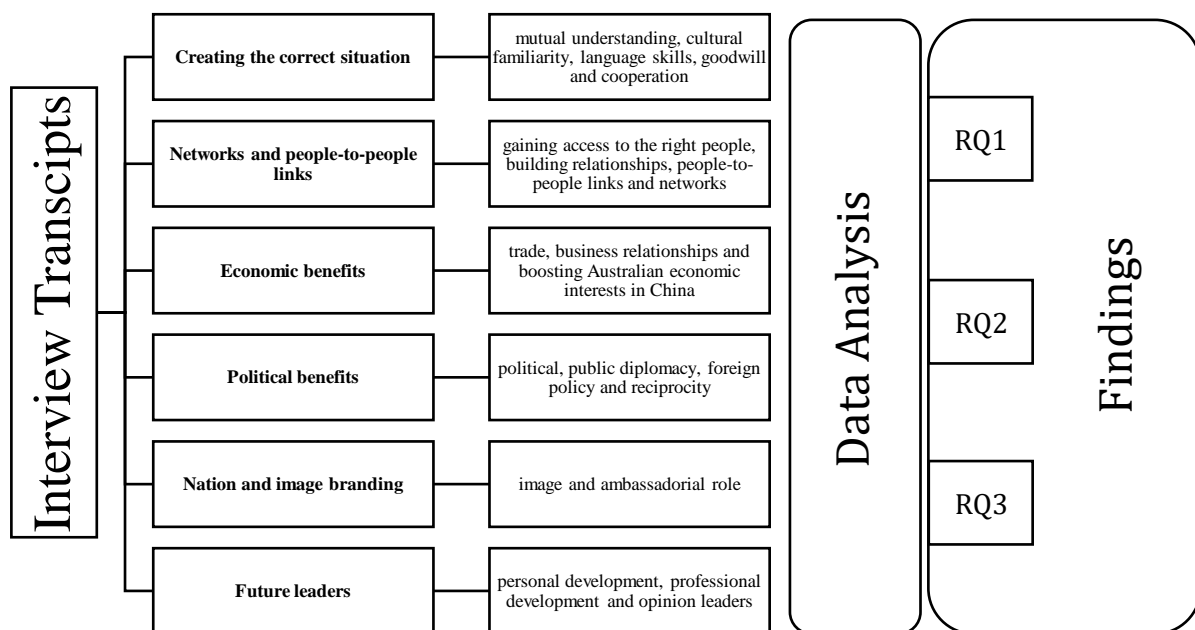 Interview Transcipts
Creating the correct situation
mutual understanding, cultural
familiarity, language skills, goodwill
and cooperation
Networks and people-to-people
links
gaining access to the right people,
building relationships, people-to-
people links and networks
Economic benefits
trade, business relationships and
boosting Australian economic
interests in China
Political benefits
political, public diplomacy, foreign
policy and reciprocity
Nation and image branding
image and ambassadorial role
Future leaders
personal development, professional
development and opinion leaders
Data Analysis
RQ1
RQ2
RQ3
Findings